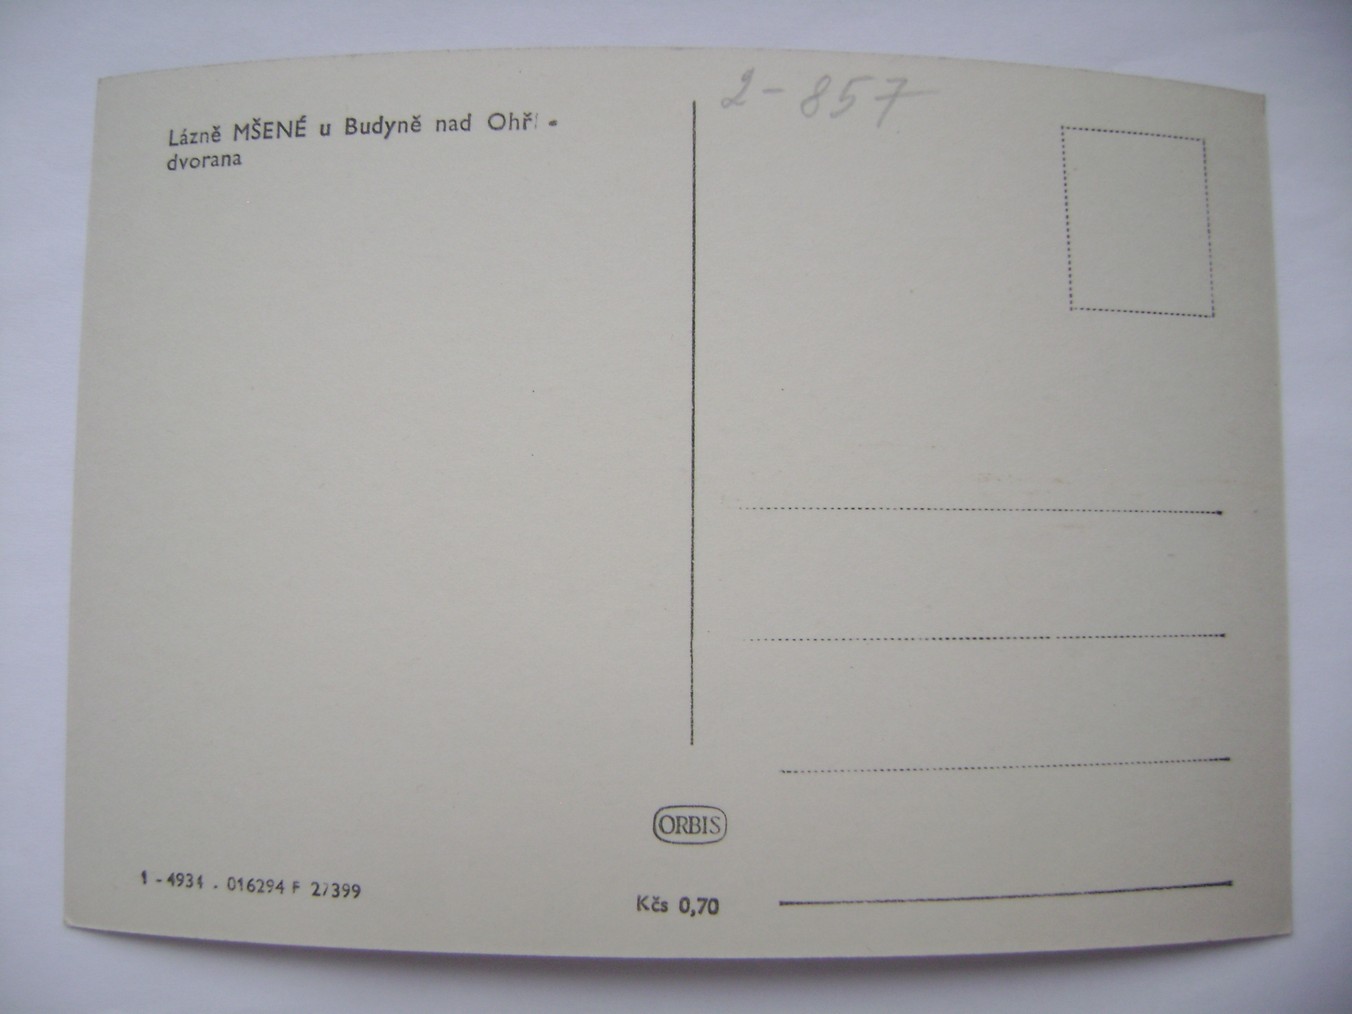 Lázně MŠENÉ u Budyně nad Ohří -
dvorana
2-857
ORBIS
1 - 4934 . 016294 F 27399
Kčs 0,70